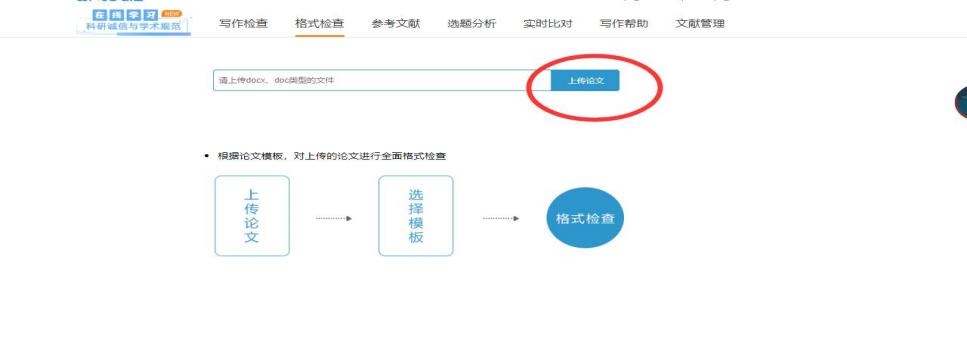 在线学习 NEW
科研诚信与学术规范
写作检查 格式检查 参考文献 选题分析 实时比对 写作帮助 文献管理
请上传docx、doc类型的文件 上传论文
• 根据论文模板，对上传的论文进行全面格式检查
上传论文 选择模板 格式检查